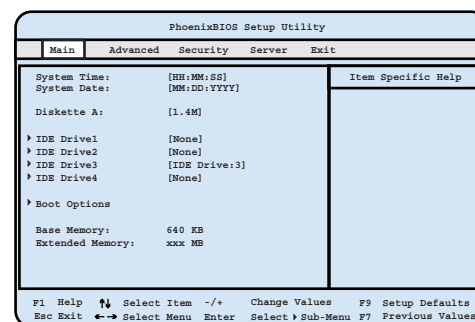 PhoenixBIOS Setup Utility
Main Advanced Security Server Exit
System Time: [HH:MM:SS]
System Date: [MM:DD:YYYY]
Item Specific Help
Diskette A: [1.4M]
IDE Drive1 [None]
IDE Drive2 [None]
IDE Drive3 [IDE Drive:3]
IDE Drive4 [None]
Boot Options
Base Memory: 640 KB
Extended Memory: xxx MB
F1 Help ↑↓ Select Item -/+ Change Values F9 Setup Defaults
Esc Exit ←→ Select Menu Enter Select ▶ Sub-Menu F7 Previous Values